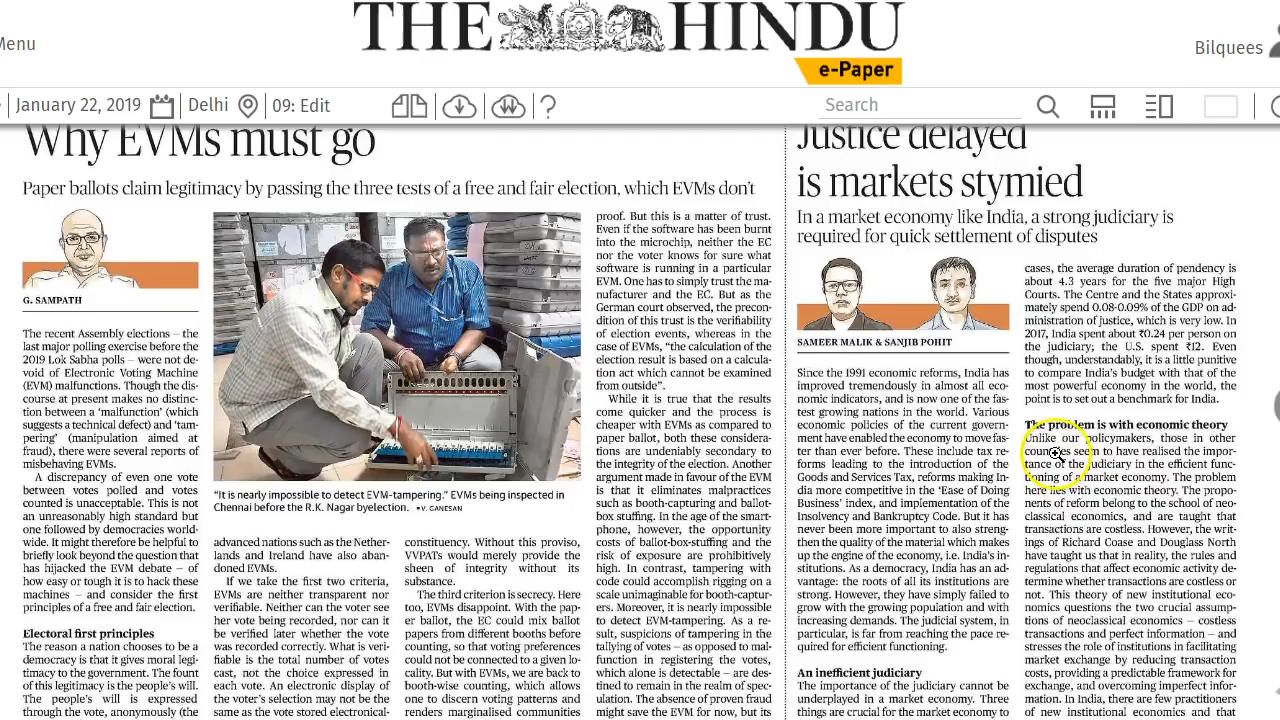 THE HINDU
e-Paper
Menu
Bilquees
January 22, 2019
Delhi
09: Edit
Search
?
Why EVMs must go
Paper ballots claim legitimacy by passing the three tests of a free and fair election, which EVMs don’t
G. SAMPATH
The recent Assembly elections – the
last major polling exercise before the
2019 Lok Sabha polls – were not de-
void of Electronic Voting Machine
(EVM) malfunctions. Though the dis-
course at present makes no distinc-
tion between a ‘malfunction’ (which
suggests a technical defect) and ‘tam-
pering’ (manipulation aimed at
fraud), there were several reports of
misbehaving EVMs.
A discrepancy of even one vote
between votes polled and votes
counted is unacceptable. This is not
an unreasonably high standard but
one followed by democracies world-
wide. It might therefore be helpful to
briefly look beyond the question that
has hijacked the EVM debate – of
how easy or tough it is to hack these
machines – and consider the first
principles of a free and fair election.
Electoral first principles
The reason a nation chooses to be a
democracy is that it gives moral legi-
timacy to the government. The fount
of this legitimacy is the people’s will.
The people’s will is expressed
through the vote, anonymously (the
“It is nearly impossible to detect EVM-tampering.” EVMs being inspected in
Chennai before the R.K. Nagar byelection. •V. GANESAN
advanced nations such as the Nether-
lands and Ireland have also aban-
doned EVMs.
If we take the first two criteria,
EVMs are neither transparent nor
verifiable. Neither can the voter see
her vote being recorded, nor can it
be verified later whether the vote
was recorded correctly. What is veri-
fiable is the total number of votes
cast, not the choice expressed in
each vote. An electronic display of
the voter’s selection may not be the
same as the vote stored electronical-
constituency. Without this proviso,
VVPATs would merely provide the
sheen of integrity without its
substance.
The third criterion is secrecy. Here
too, EVMs disappoint. With the pap-
er ballot, the EC could mix ballot
papers from different booths before
counting, so that voting preferences
could not be connected to a given lo-
cality. But with EVMs, we are back to
booth-wise counting, which allows
one to discern voting patterns and
renders marginalised communities
proof. But this is a matter of trust.
Even if the software has been burnt
into the microchip, neither the EC
nor the voter knows for sure what
software is running in a particular
EVM. One has to simply trust the ma-
nufacturer and the EC. But as the
German court observed, the precon-
dition of this trust is the verifiability
of election events, whereas in the
case of EVMs, “the calculation of the
election result is based on a calcula-
tion act which cannot be examined
from outside”.
While it is true that the results
come quicker and the process is
cheaper with EVMs as compared to
paper ballot, both these considera-
tions are undeniably secondary to
the integrity of the election. Another
argument made in favour of the EVM
is that it eliminates malpractices
such as booth-capturing and ballot-
box stuffing. In the age of the smart-
phone, however, the opportunity
costs of ballot-box-stuffing and the
risk of exposure are prohibitively
high. In contrast, tampering with
code could accomplish rigging on a
scale unimaginable for booth-captur-
ers. Moreover, it is nearly impossible
to detect EVM-tampering. As a re-
sult, suspicions of tampering in the
tallying of votes – as opposed to mal-
function in registering the votes,
which alone is detectable – are des-
tined to remain in the realm of spec-
ulation. The absence of proven fraud
might save the EVM for now, but its
Justice delayed
is markets stymied
In a market economy like India, a strong judiciary is
required for quick settlement of disputes
SAMEER MALIK & SANJIB POHIT
Since the 1991 economic reforms, India has
improved tremendously in almost all eco-
nomic indicators, and is now one of the fas-
test growing nations in the world. Various
economic policies of the current govern-
ment have enabled the economy to move fas-
ter than ever before. These include tax re-
forms leading to the introduction of the
Goods and Services Tax, reforms making In-
dia more competitive in the ‘Ease of Doing
Business’ index, and implementation of the
Insolvency and Bankruptcy Code. But it has
never been more important to also streng-
then the quality of the material which makes
up the engine of the economy, i.e. India’s in-
stitutions. As a democracy, India has an ad-
vantage: the roots of all its institutions are
strong. However, they have simply failed to
grow with the growing population and with
increasing demands. The judicial system, in
particular, is far from reaching the pace re-
quired for efficient functioning.
An inefficient judiciary
The importance of the judiciary cannot be
underplayed in a market economy. Three
things are crucial for the market economy to
cases, the average duration of pendency is
about 4.3 years for the five major High
Courts. The Centre and the States approxi-
mately spend 0.08-0.09% of the GDP on ad-
ministration of justice, which is very low. In
2017, India spent about ₹0.24 per person on
the judiciary; the U.S. spent ₹12. Even
though, understandably, it is a little punitive
to compare India’s budget with that of the
most powerful economy in the world, the
point is to set out a benchmark for India.
The problem is with economic theory
Unlike our policymakers, those in other
countries seem to have realised the impor-
tance of the judiciary in the efficient func-
tioning of a market economy. The problem
here lies with economic theory. The propo-
nents of reform belong to the school of neo-
classical economics, and are taught that
transactions are costless. However, the writ-
ings of Richard Coase and Douglass North
have taught us that in reality, the rules and
regulations that affect economic activity de-
termine whether transactions are costless or
not. This theory of new institutional eco-
nomics questions the two crucial assump-
tions of neoclassical economics – costless
transactions and perfect information – and
stresses the role of institutions in facilitating
market exchange by reducing transaction
costs, providing a predictable framework for
exchange, and overcoming imperfect infor-
mation. In India, there are few practitioners
of new institutional economics and that